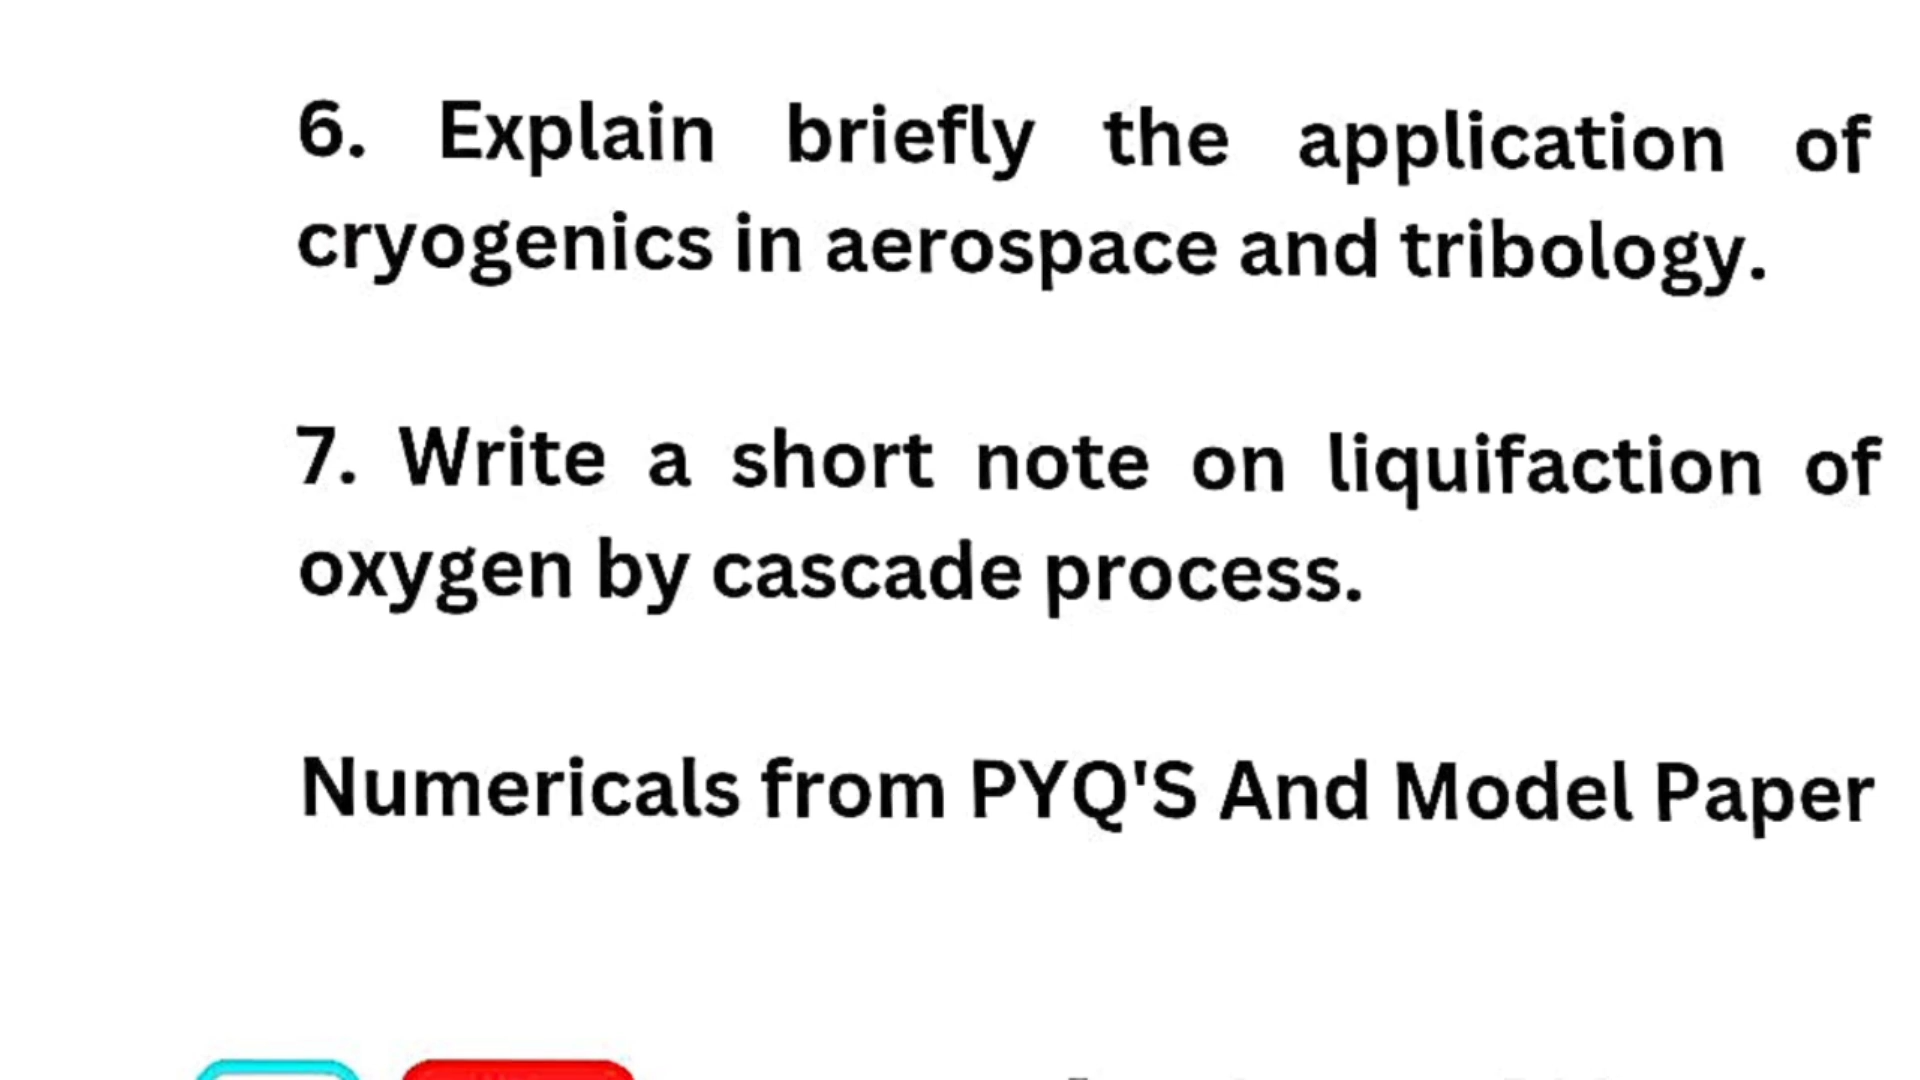 6. Explain briefly the application of
cryogenics in aerospace and tribology.
7. Write a short note on liquifaction of
oxygen by cascade process.
Numericals from PYQ'S And Model Paper